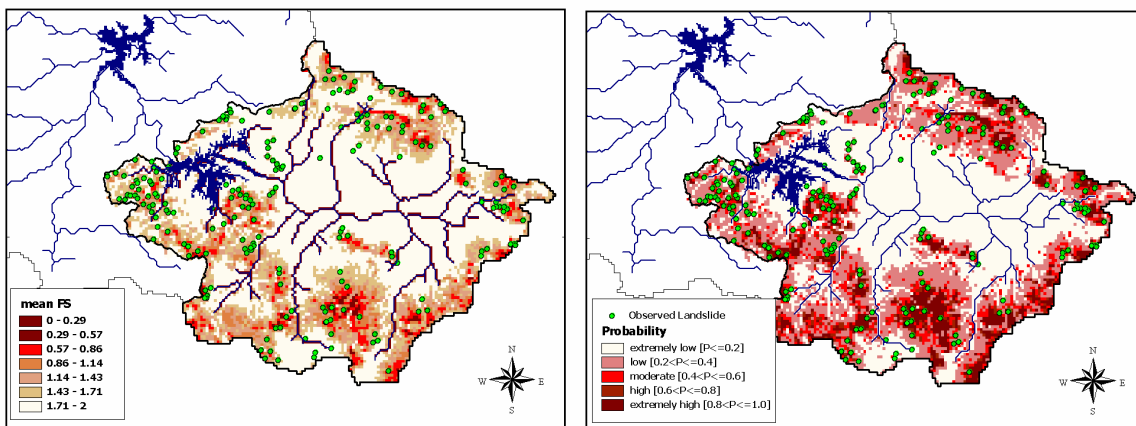 mean FS
0 - 0.29
0.29 - 0.57
0.57 - 0.86
0.86 - 1.14
1.14 - 1.43
1.43 - 1.71
1.71 - 2
N
W E
S
Observed Landslide
Probability
extremely low [P<=0.2]
low [0.2<P<=0.4]
moderate [0.4<P<=0.6]
high [0.6<P<=0.8]
extremely high [0.8<P<=1.0]
N
W E
S